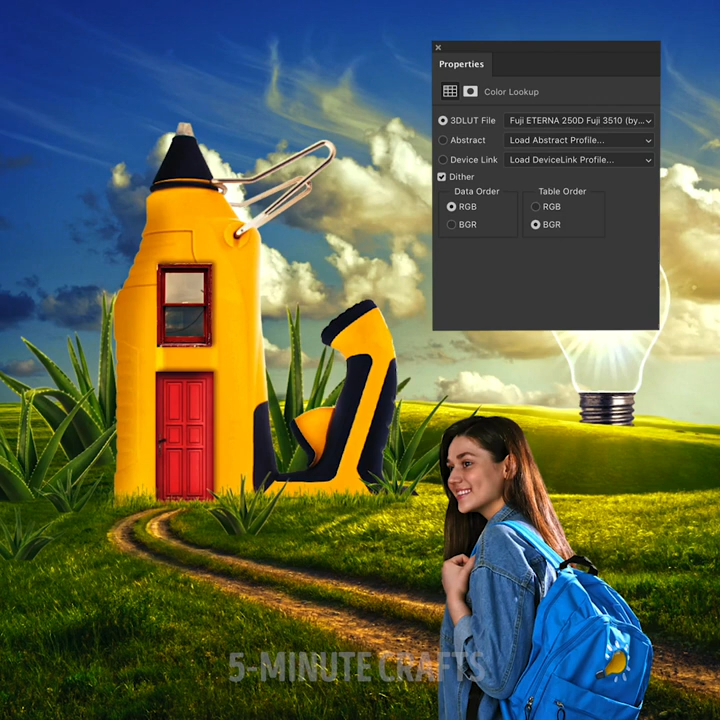 Properties
Color Lookup
3DLUT File Fuji ETERNA 250D Fuji 3510 (by...
Abstract Load Abstract Profile...
Device Link Load DeviceLink Profile...
Dither
Data Order Table Order
RGB RGB
BGR BGR
5-MINUTE CRAFTS